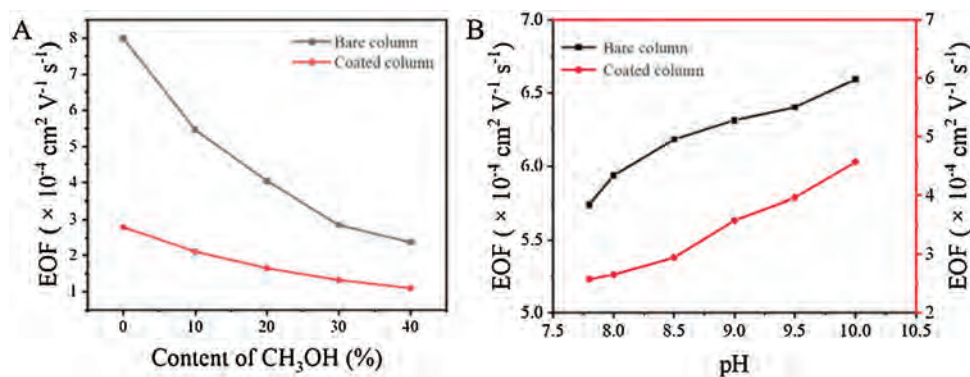 A
EOF ( × 10⁻⁴ cm² V⁻¹ s⁻¹)
8
7
6
5
4
3
2
1
Bare column
Coated column
0 10 20 30 40
Content of CH₃OH (%)
B
EOF ( × 10⁻⁴ cm² V⁻¹ s⁻¹)
7.0
6.5
6.0
5.5
5.0
Bare column
Coated column
7
6
5
4
3
2
EOF ( × 10⁻⁴ cm² V⁻¹ s⁻¹)
7.5 8.0 8.5 9.0 9.5 10.0 10.5
pH